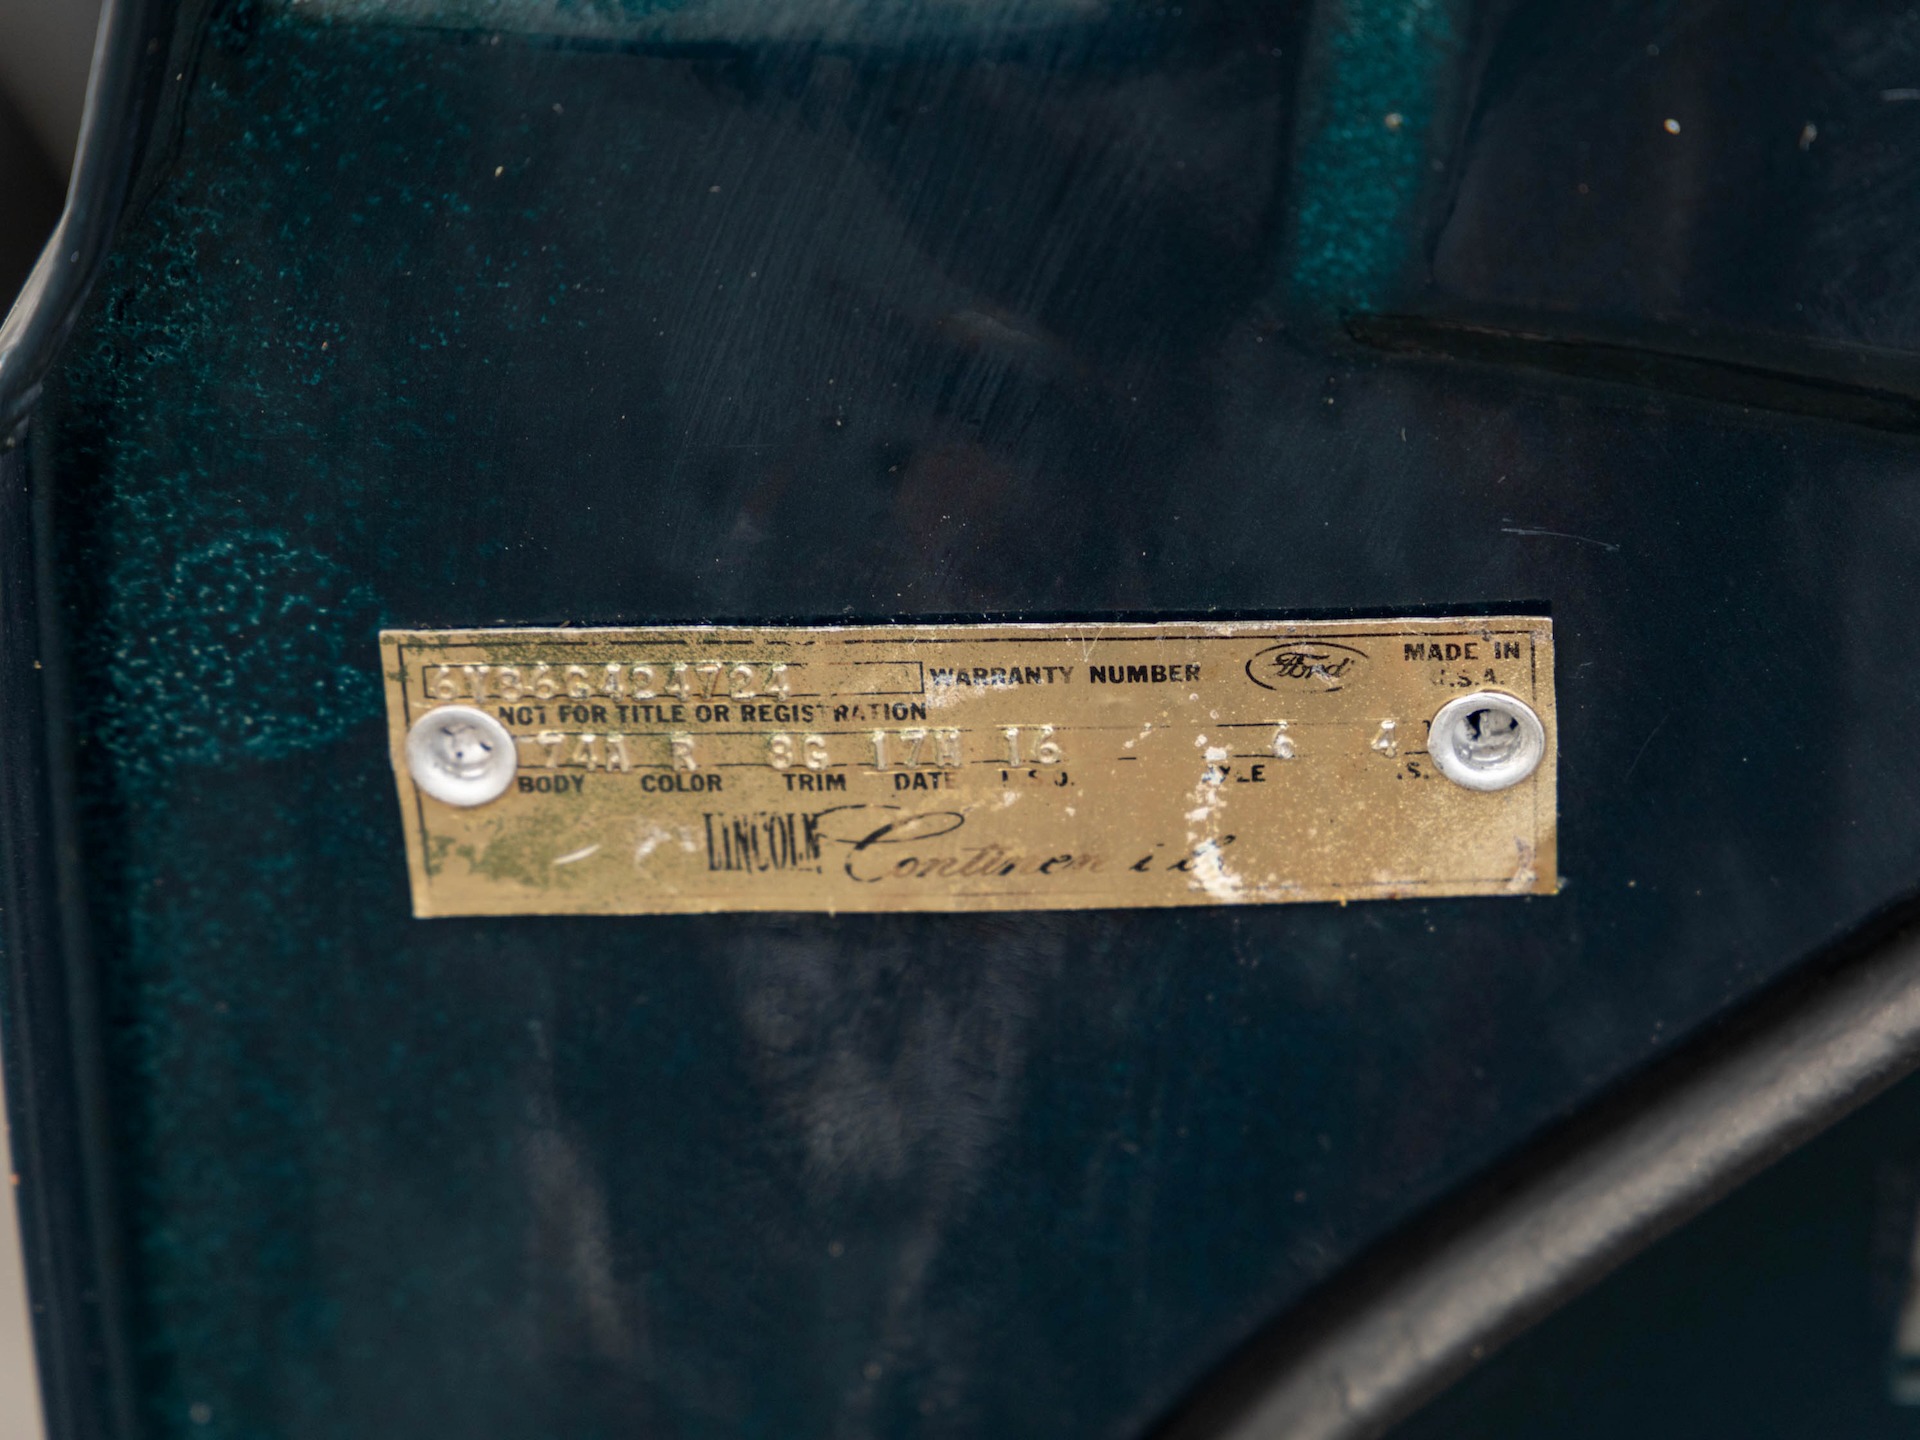 6Y86G424724 WARRANTY NUMBER Ford MADE IN
NOT FOR TITLE OR REGISTRATION U.S.A.
74A R 8G 17H 16 6 4
BODY COLOR TRIM DATE
LINCOLN Continental